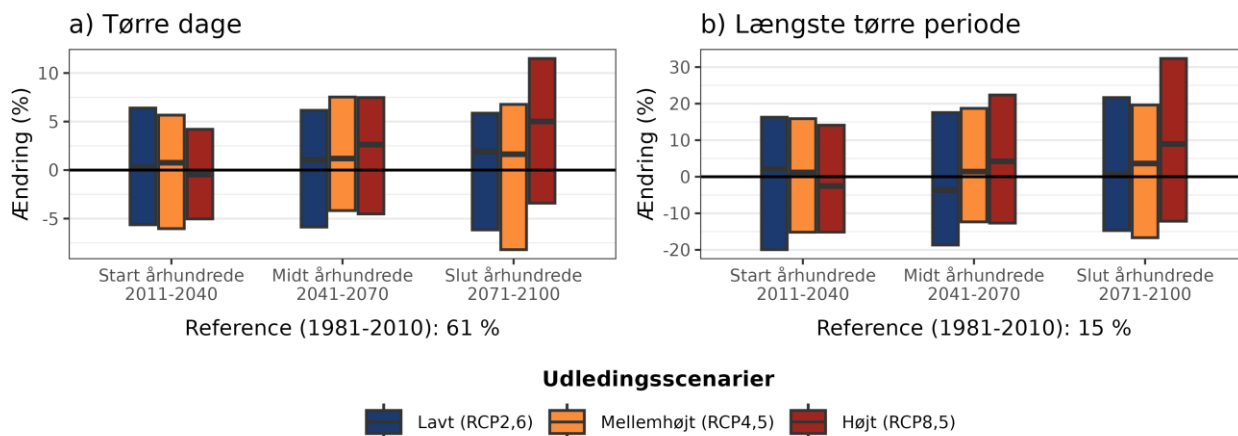 a) Tørre dage
Ændring (%)
10
5
0
-5
Start århundrede
2011-2040
Midt århundrede
2041-2070
Slut århundrede
2071-2100
Reference (1981-2010): 61 %
b) Længste tørre periode
Ændring (%)
30
20
10
0
-10
-20
Start århundrede
2011-2040
Midt århundrede
2041-2070
Slut århundrede
2071-2100
Reference (1981-2010): 15 %
Udledingsscenarier
Lavt (RCP2,6)
Mellemhøjt (RCP4,5)
Højt (RCP8,5)